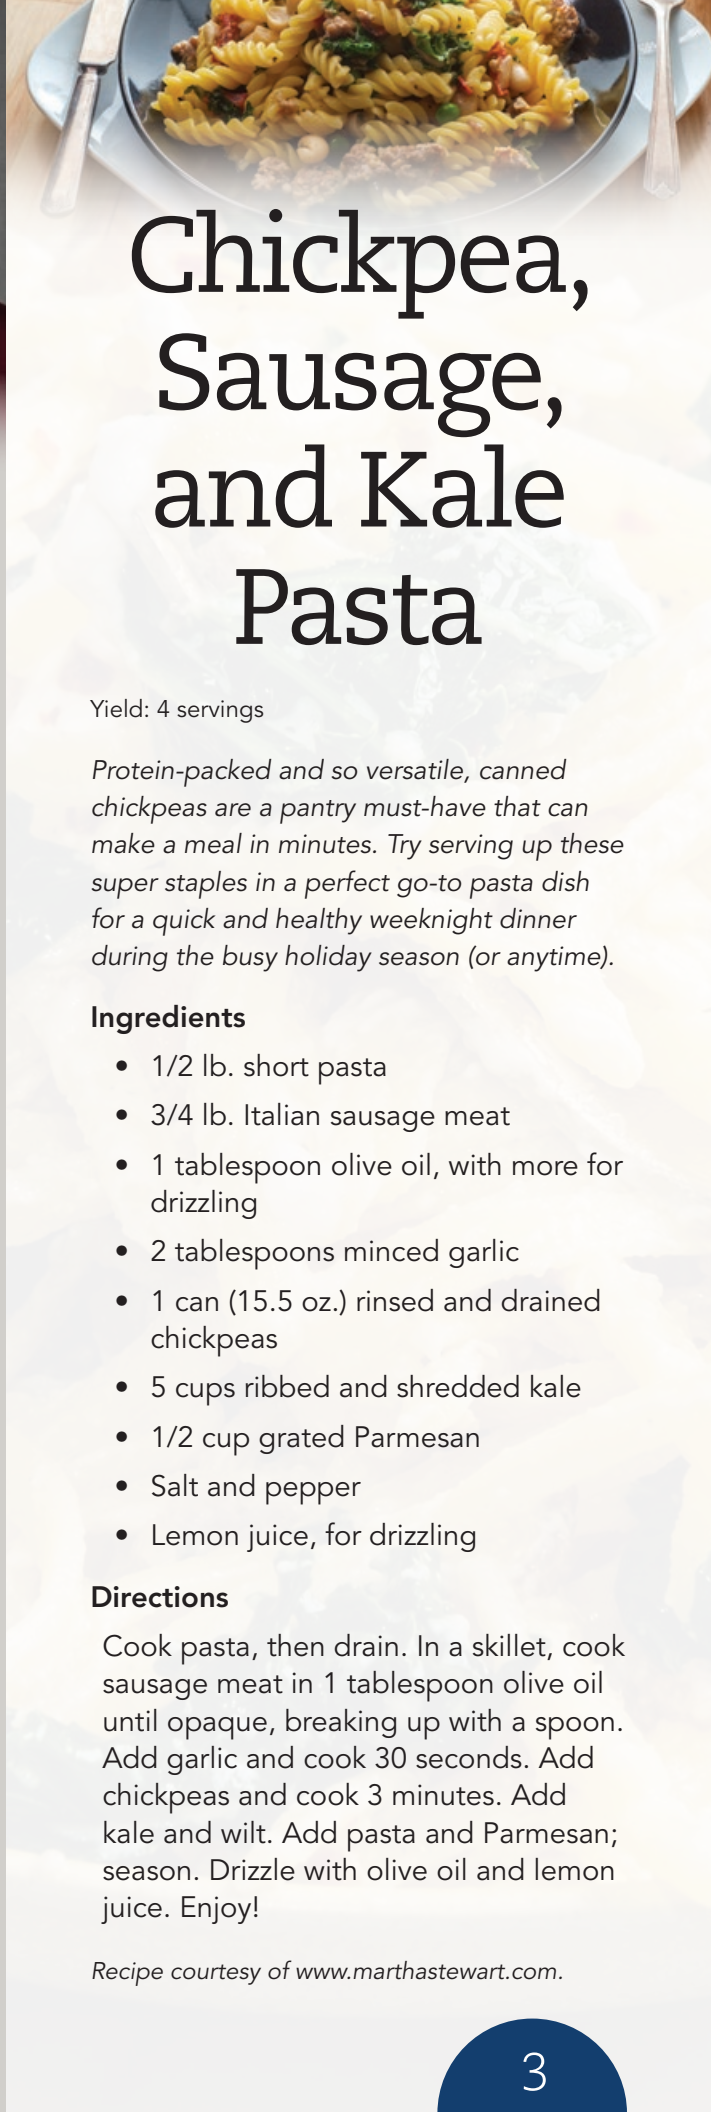 Chickpea,
Sausage,
and Kale
Pasta
Yield: 4 servings
Protein-packed and so versatile, canned
chickpeas are a pantry must-have that can
make a meal in minutes. Try serving up these
super staples in a perfect go-to pasta dish
for a quick and healthy weeknight dinner
during the busy holiday season (or anytime).
Ingredients
• 1/2 lb. short pasta
• 3/4 lb. Italian sausage meat
• 1 tablespoon olive oil, with more for
drizzling
• 2 tablespoons minced garlic
• 1 can (15.5 oz.) rinsed and drained
chickpeas
• 5 cups ribbed and shredded kale
• 1/2 cup grated Parmesan
• Salt and pepper
• Lemon juice, for drizzling
Directions
Cook pasta, then drain. In a skillet, cook
sausage meat in 1 tablespoon olive oil
until opaque, breaking up with a spoon.
Add garlic and cook 30 seconds. Add
chickpeas and cook 3 minutes. Add
kale and wilt. Add pasta and Parmesan;
season. Drizzle with olive oil and lemon
juice. Enjoy!
Recipe courtesy of www.marthastewart.com.
3